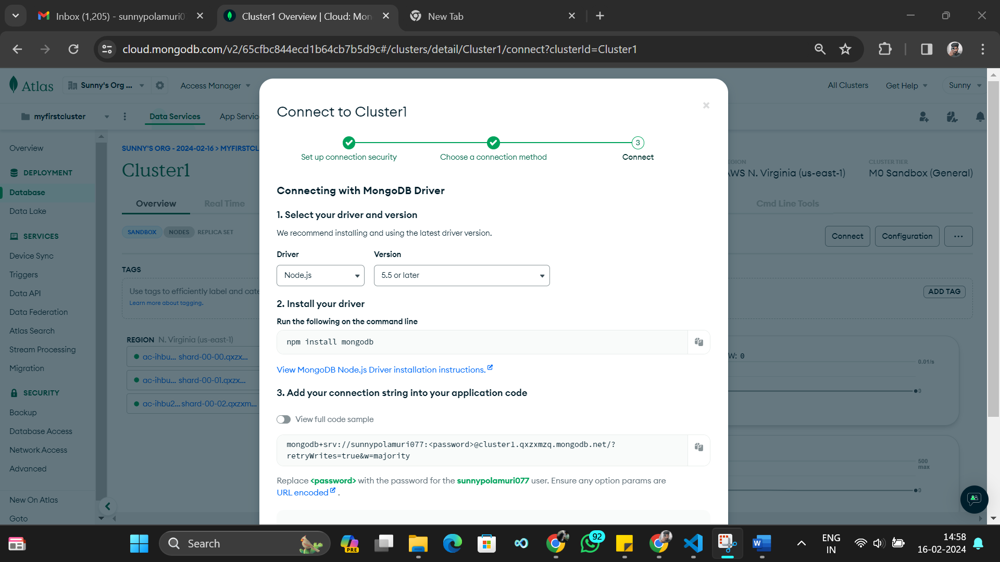 Inbox (1,205) - sunnypolamuri0
Cluster1 Overview | Cloud: Mon
New Tab
cloud.mongodb.com/v2/65cfbc844ecd1b64cb7b5d9c#/clusters/detail/Cluster1/connect?clusterId=Cluster1
Atlas
Sunny's Org ...
Access Manager
All Clusters
Get Help
Sunny
myfirstcluster
Data Services
App Servic
Overview
DEPLOYMENT
Database
Data Lake
SERVICES
Device Sync
Triggers
Data API
Data Federation
Atlas Search
Stream Processing
Migration
SECURITY
Backup
Database Access
Network Access
Advanced
New On Atlas
Goto
SUNNY'S ORG - 2024-02-16 > MYFIRSTCL
Cluster1
Overview
Real Time
SANDBOX
NODES
REPLICA SET
TAGS
Use tags to efficiently label and cate
Learn more about tagging.
REGION N. Virginia (us-east-1)
ac-ihbu... shard-00-00.qxzx...
ac-ihbu... shard-00-01.qxzx...
ac-ihbu2...shard-00-02.qxzxm...
Connect to Cluster1
Set up connection security
Choose a connection method
3
Connect
Connecting with MongoDB Driver
1. Select your driver and version
We recommend installing and using the latest driver version.
Driver
Version
Node.js
5.5 or later
2. Install your driver
Run the following on the command line
npm install mongodb
View MongoDB Node.js Driver installation instructions.
3. Add your connection string into your application code
View full code sample
mongodb+srv://sunnypolamuri077:<password>@cluster1.qxzxmzq.mongodb.net/?
retryWrites=true&w=majority
Replace <password> with the password for the sunnypolamuri077 user. Ensure any option params are
URL encoded .
EGION
AWS N. Virginia (us-east-1)
CLUSTER TIER
M0 Sandbox (General)
Cmd Line Tools
Connect
Configuration
...
ADD TAG
W: 0
0.01/s
0
500
max
0
Search
PRE
92
W
ENG
IN
14:58
16-02-2024